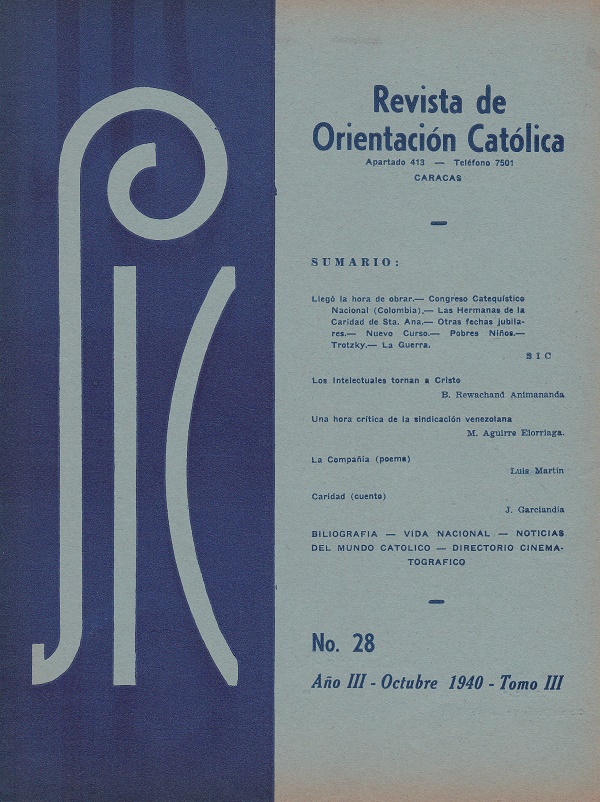 SIC
Revista de
Orientación Católica
Apartado 413 — Teléfono 7501
CARACAS
SUMARIO:
Llegó la hora de obrar.— Congreso Catequístico
Nacional (Colombia).— Las Hermanas de la
Caridad de Sta. Ana.— Otras fechas jubila-
res.— Nuevo Curso.— Pobres Niños.—
Trotzky.— La Guerra.
SIC
Los Intelectuales tornan a Cristo
B. Rewachand Animananda
Una hora crítica de la sindicación venezolana
M. Aguirre Elorriaga.
La Compañía (poema)
Luis Martín
Caridad (cuento)
J. Garciandia
BILIOGRAFIA — VIDA NACIONAL — NOTICIAS
DEL MUNDO CATOLICO — DIRECTORIO CINEMA-
TOGRAFICO
No. 28
Año III - Octubre 1940 - Tomo III